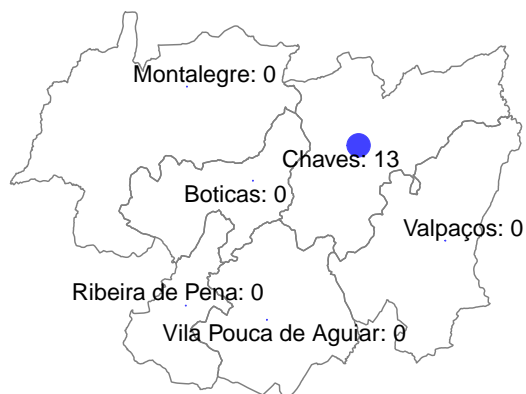 Montalegre: 0
Chaves: 13
Boticas: 0
Valpaços: 0
Ribeira de Pena: 0
Vila Pouca de Aguiar: 0